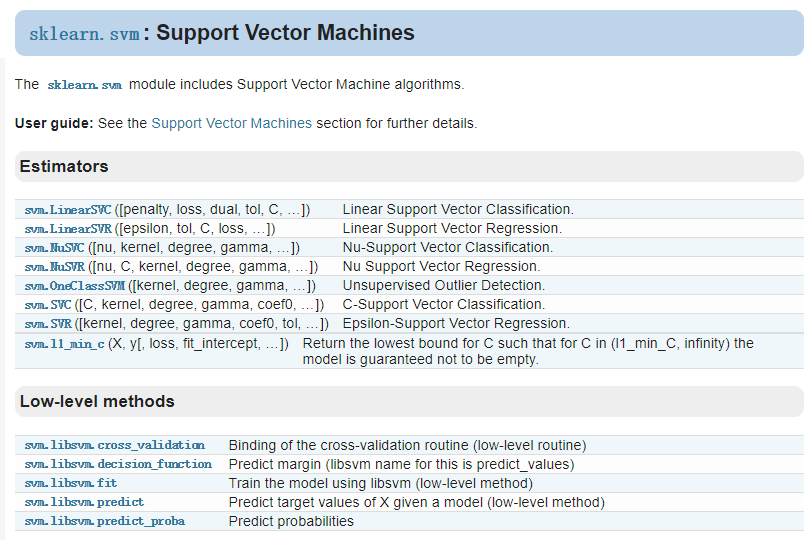 sklearn.svm: Support Vector Machines
The sklearn.svm module includes Support Vector Machine algorithms.
User guide: See the Support Vector Machines section for further details.
Estimators
svm.LinearSVC([penalty, loss, dual, tol, C, …]) Linear Support Vector Classification.
svm.LinearSVR([epsilon, tol, C, loss, …]) Linear Support Vector Regression.
svm.NuSVC([nu, kernel, degree, gamma, …]) Nu-Support Vector Classification.
svm.NuSVR([nu, C, kernel, degree, gamma, …]) Nu Support Vector Regression.
svm.OneClassSVM([kernel, degree, gamma, …]) Unsupervised Outlier Detection.
svm.SVC([C, kernel, degree, gamma, coef0, …]) C-Support Vector Classification.
svm.SVR([kernel, degree, gamma, coef0, tol, …]) Epsilon-Support Vector Regression.
svm.l1_min_c(X, y[, loss, fit_intercept, …]) Return the lowest bound for C such that for C in (l1_min_C, infinity) the
model is guaranteed not to be empty.
Low-level methods
svm.libsvm.cross_validation Binding of the cross-validation routine (low-level routine)
svm.libsvm.decision_function Predict margin (libsvm name for this is predict_values)
svm.libsvm.fit Train the model using libsvm (low-level method)
svm.libsvm.predict Predict target values of X given a model (low-level method)
svm.libsvm.predict_proba Predict probabilities